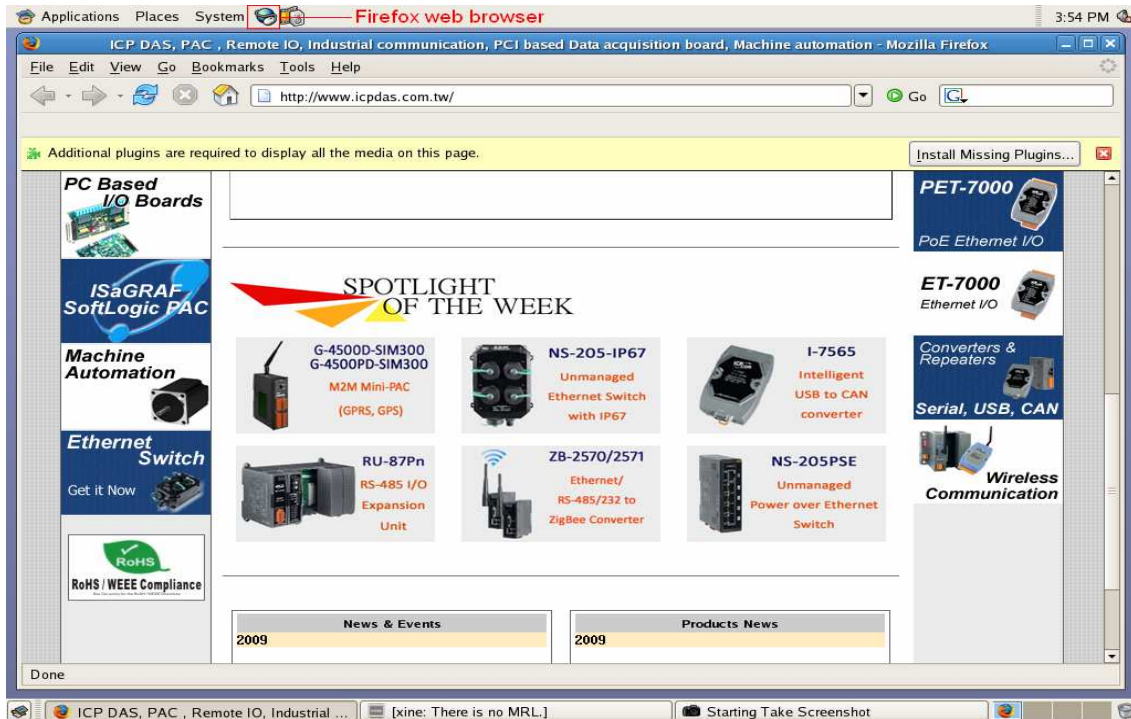 Applications Places System
Firefox web browser
3:54 PM
ICP DAS, PAC , Remote IO, Industrial communication, PCI based Data acquisition board, Machine automation - Mozilla Firefox
File Edit View Go Bookmarks Tools Help
http://www.icpdas.com.tw/
Go
G
Additional plugins are required to display all the media on this page.
Install Missing Plugins...
PC Based
I/O Boards
ISaGRAF
SoftLogic PAC
Machine
Automation
Ethernet
Switch
Get it Now
RoHS
RoHS / WEEE Compliance
SPOTLIGHT
OF THE WEEK
G-4500D-SIM300
G-4500PD-SIM300
M2M Mini-PAC
(GPRS, GPS)
NS-205-IP67
Unmanaged
Ethernet Switch
with IP67
I-7565
Intelligent
USB to CAN
converter
RU-87Pn
RS-485 I/O
Expansion
Unit
ZB-2570/2571
Ethernet/
RS-485/232 to
ZigBee Converter
NS-205PSE
Unmanaged
Power over Ethernet
Switch
News & Events
2009
Products News
2009
PET-7000
PoE Ethernet I/O
ET-7000
Ethernet I/O
Converters &
Repeaters
Serial, USB, CAN
Wireless
Communication
Done
ICP DAS, PAC , Remote IO, Industrial ...
[xine: There is no MRL.]
Starting Take Screenshot